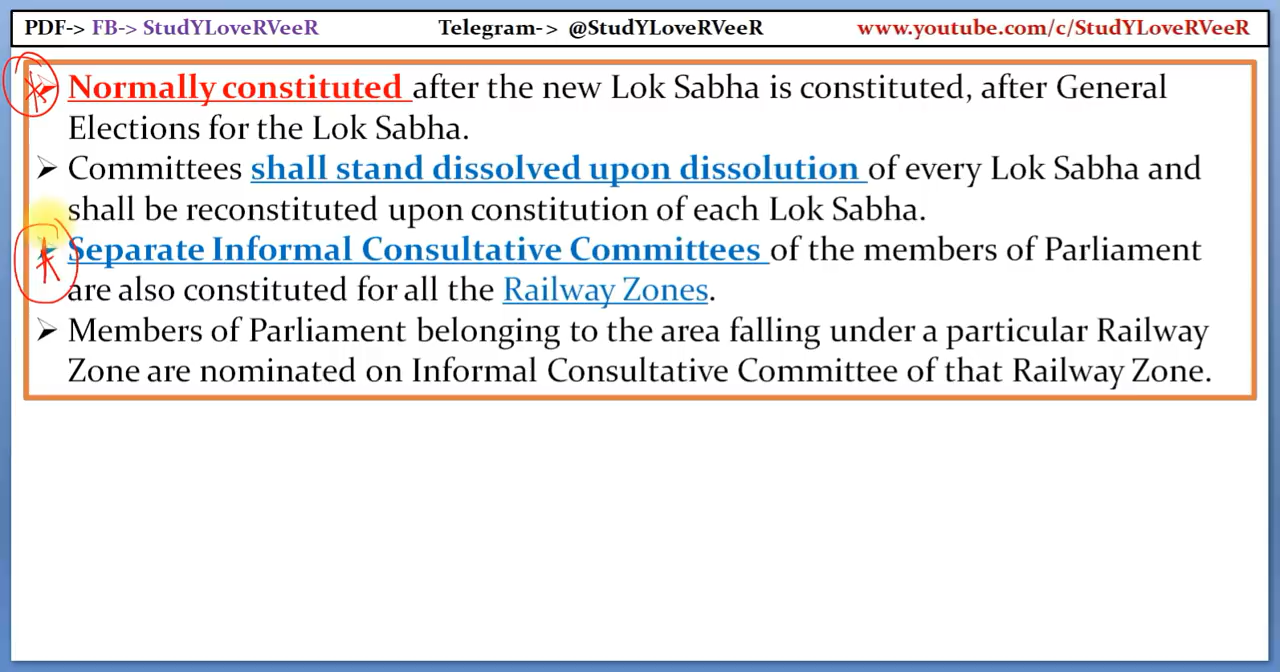 PDF-> FB-> StudYLoveRVeeR Telegram-> @StudYLoveRVeeR www.youtube.com/c/StudYLoveRVeeR
Normally constituted after the new Lok Sabha is constituted, after General
Elections for the Lok Sabha.
Committees shall stand dissolved upon dissolution of every Lok Sabha and
shall be reconstituted upon constitution of each Lok Sabha.
Separate Informal Consultative Committees of the members of Parliament
are also constituted for all the Railway Zones.
Members of Parliament belonging to the area falling under a particular Railway
Zone are nominated on Informal Consultative Committee of that Railway Zone.